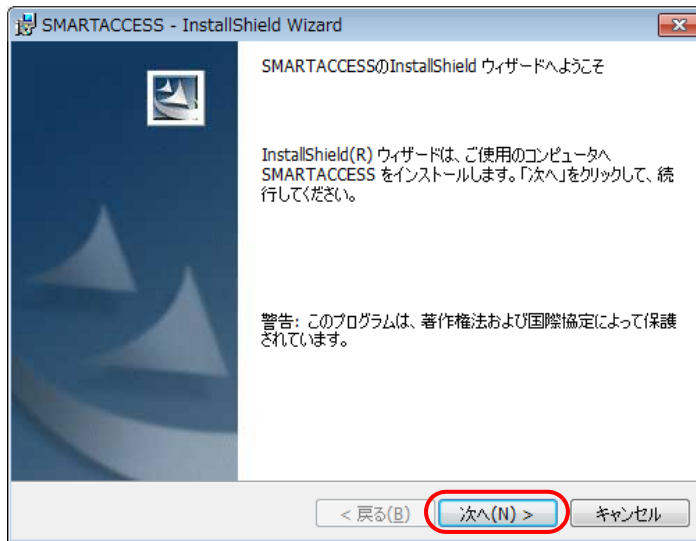 SMARTACCESS - InstallShield Wizard
SMARTACCESSのInstallShield ウィザードへようこそ
InstallShield(R) ウィザードは、ご使用のコンピュータへ
SMARTACCESS をインストールします。「次へ」をクリックして、続
行してください。
警告: このプログラムは、著作権法および国際協定によって保護
されています。
< 戻る(B)
次へ(N) >
キャンセル